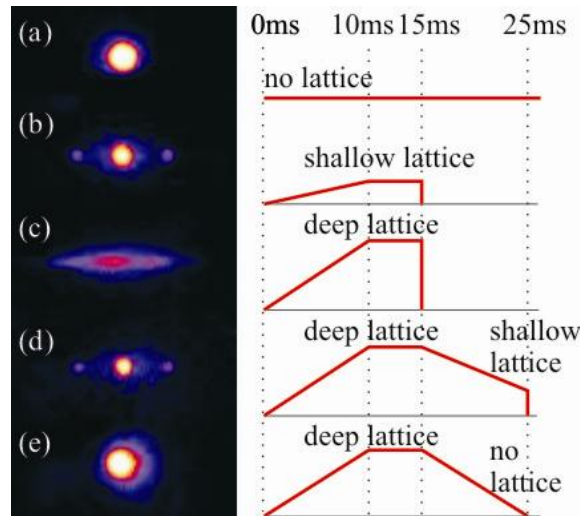 0ms 10ms 15ms 25ms
(a)
no lattice
(b)
shallow lattice
(c)
deep lattice
(d)
deep lattice
shallow
lattice
(e)
deep lattice
no
lattice